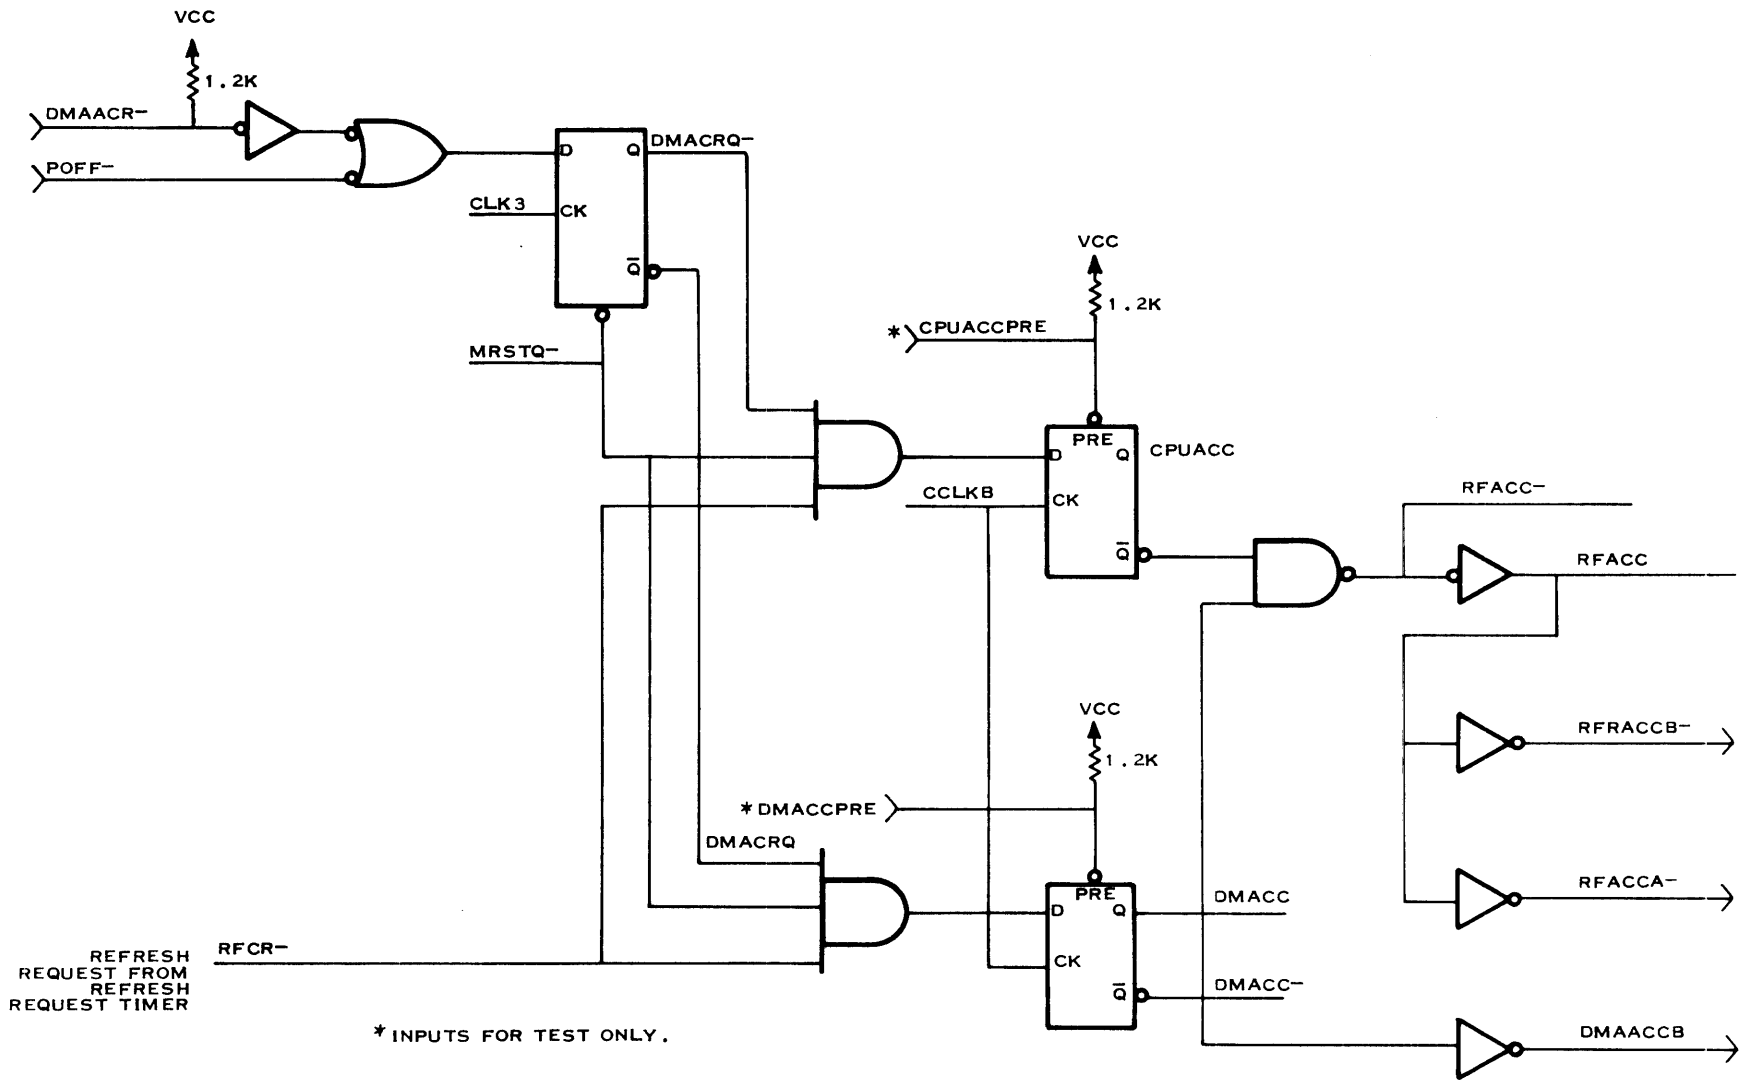 VCC
1.2K
DMAACR-
POFF-
D
Q
DMACRQ-
CLK3
CK
Q̅
MRSTQ-
VCC
1.2K
* CPUACCPRE
PRE
D
Q
CPUACC
CCLKB
CK
Q̅
RFACC-
RFACC
VCC
1.2K
* DMACCPRE
RFRACCB-
DMACRQ
PRE
D
Q
DMACC
RFACCA-
CK
Q̅
DMACC-
RFCR-
REFRESH
REQUEST FROM
REFRESH
REQUEST TIMER
DMAACCB
* INPUTS FOR TEST ONLY.